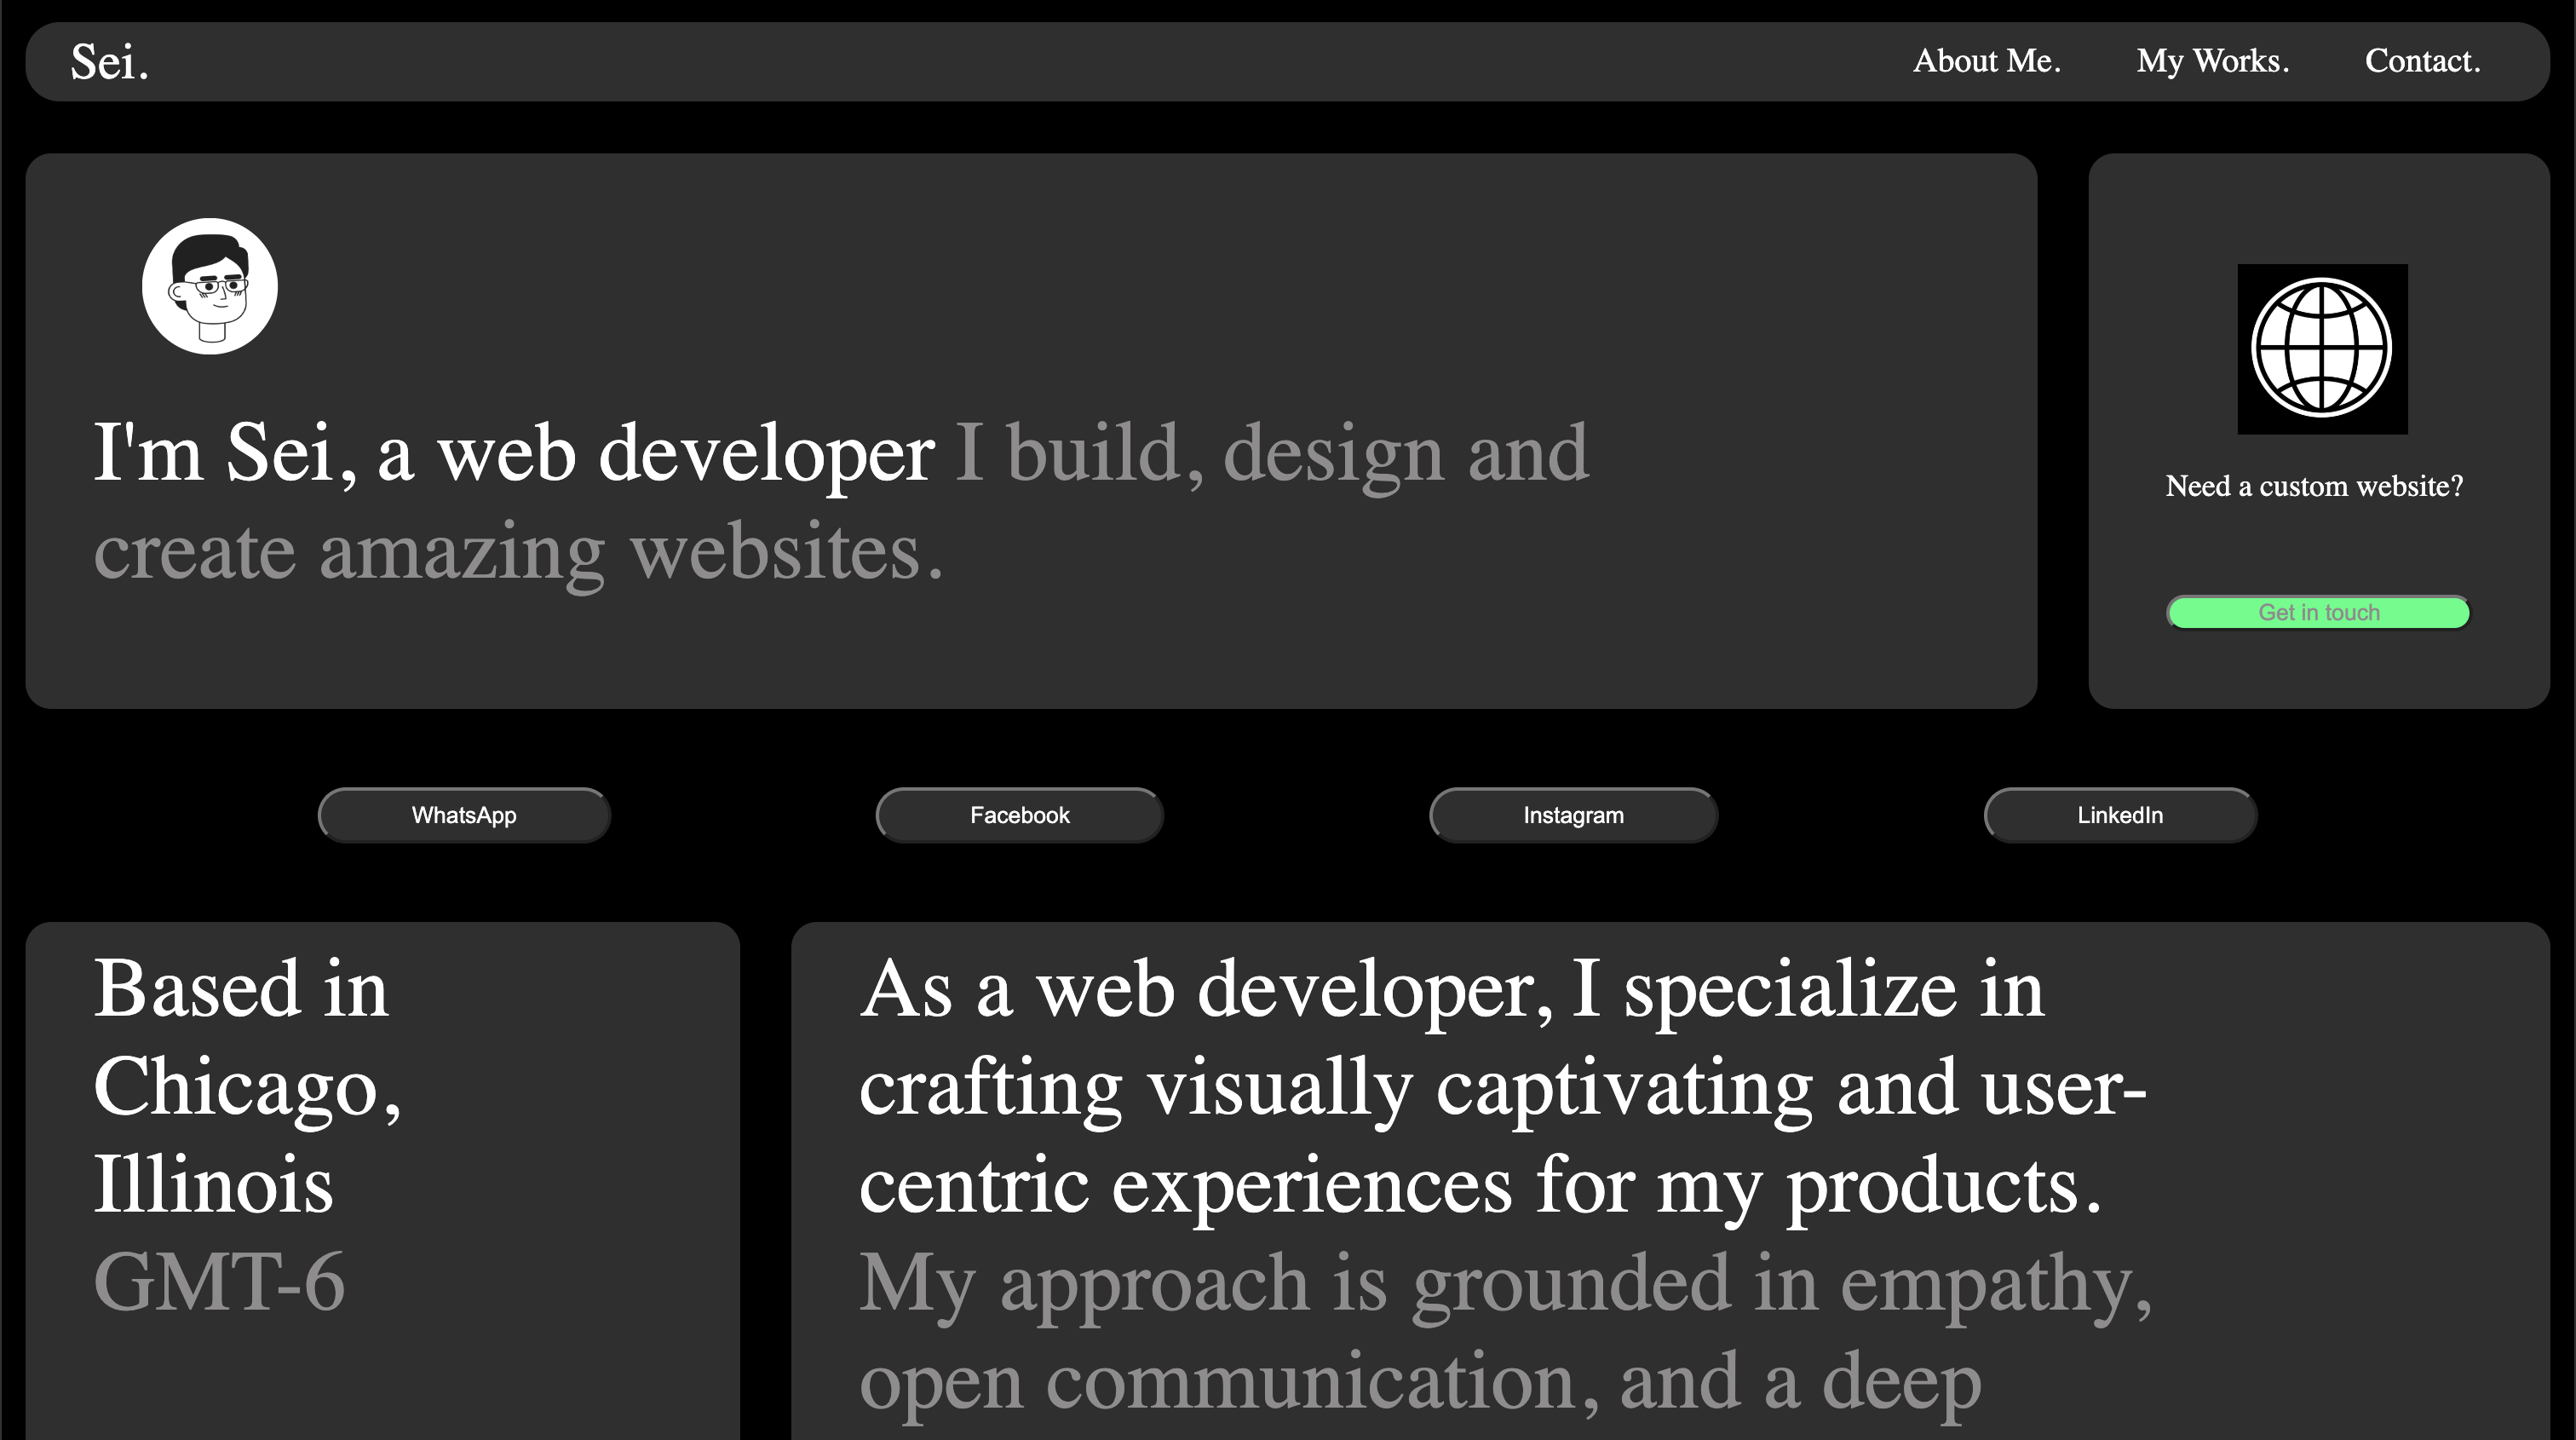 Sei.
About Me.
My Works.
Contact.
I'm Sei, a web developer I build, design and
create amazing websites.
Need a custom website?
Get in touch
WhatsApp
Facebook
Instagram
LinkedIn
Based in
Chicago,
Illinois
GMT-6
As a web developer, I specialize in
crafting visually captivating and user-
centric experiences for my products.
My approach is grounded in empathy,
open communication, and a deep